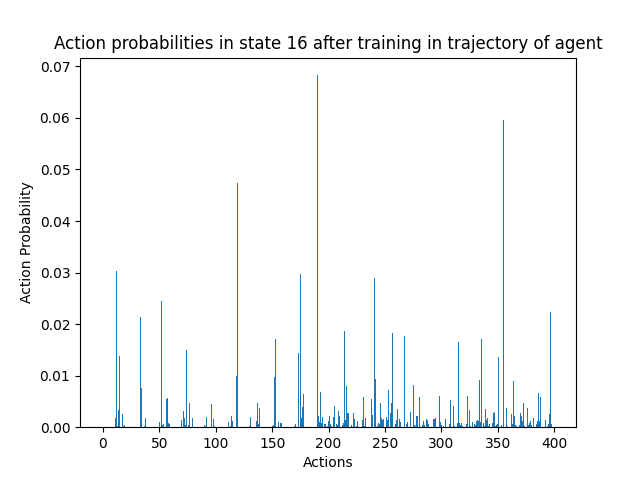 Action probabilities in state 16 after training in trajectory of agent
0.07
0.06
0.05
0.04
0.03
0.02
0.01
0.00
Action Probability
0 50 100 150 200 250 300 350 400
Actions